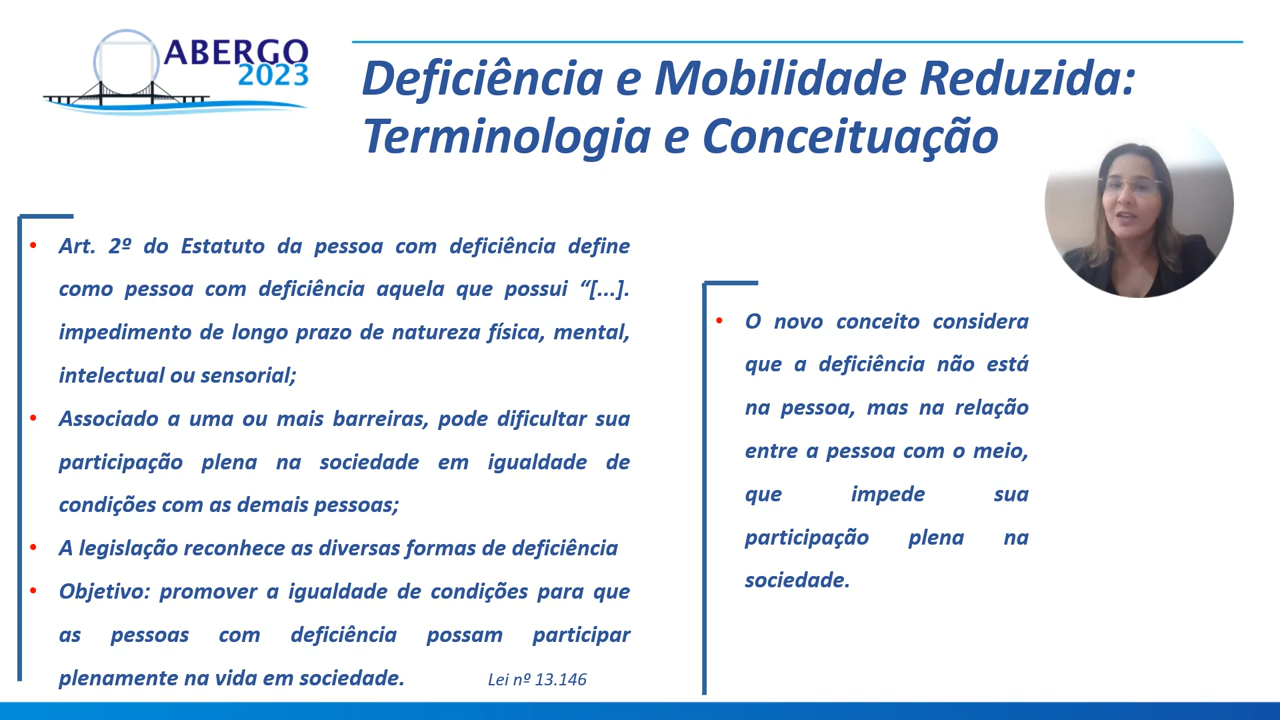 ABERGO
2023
Deficiência e Mobilidade Reduzida:
Terminologia e Conceituação
• Art. 2º do Estatuto da pessoa com deficiência define
como pessoa com deficiência aquela que possui “[...].
impedimento de longo prazo de natureza física, mental,
intelectual ou sensorial;
• Associado a uma ou mais barreiras, pode dificultar sua
participação plena na sociedade em igualdade de
condições com as demais pessoas;
• A legislação reconhece as diversas formas de deficiência
• Objetivo: promover a igualdade de condições para que
as pessoas com deficiência possam participar
plenamente na vida em sociedade. Lei nº 13.146
• O novo conceito considera
que a deficiência não está
na pessoa, mas na relação
entre a pessoa com o meio,
que impede sua
participação plena na
sociedade.